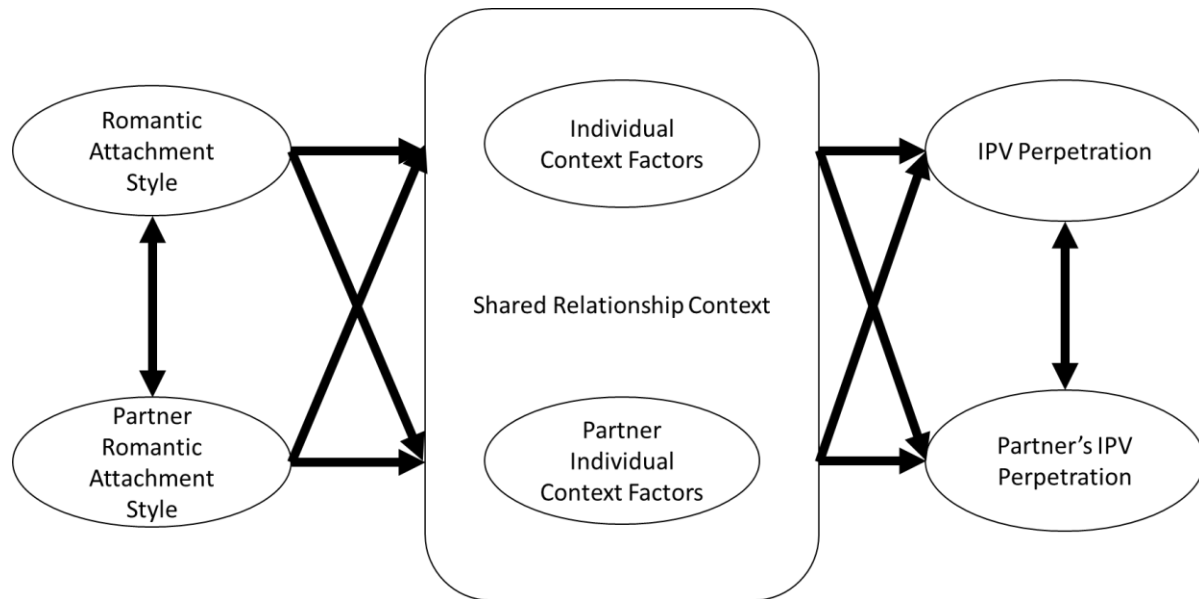 Romantic
Attachment
Style
Partner
Romantic
Attachment
Style
Individual
Context Factors
Shared Relationship Context
Partner
Individual
Context Factors
IPV Perpetration
Partner’s IPV
Perpetration